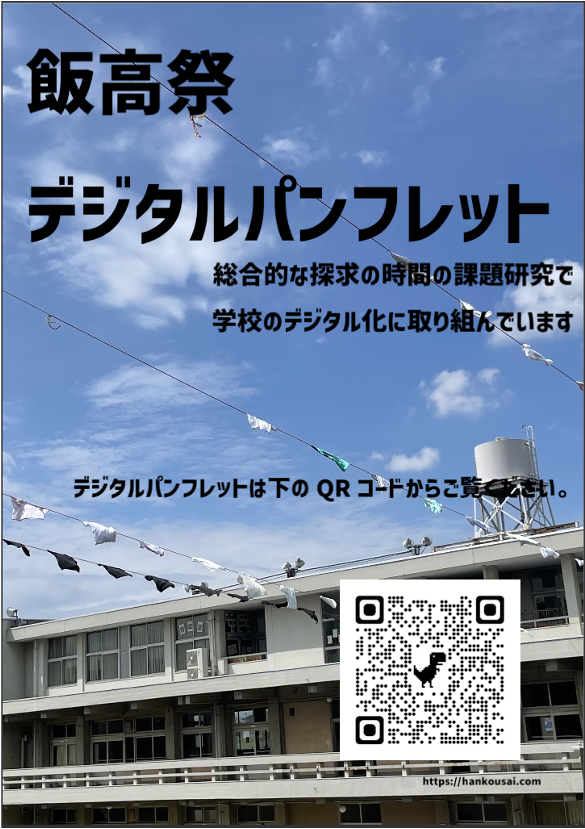 飯高祭
デジタルパンフレット
総合的な探求の時間の課題研究で
学校のデジタル化に取り組んでいます
デジタルパンフレットは下の QR コードからご覧ください。
https://hankousai.com